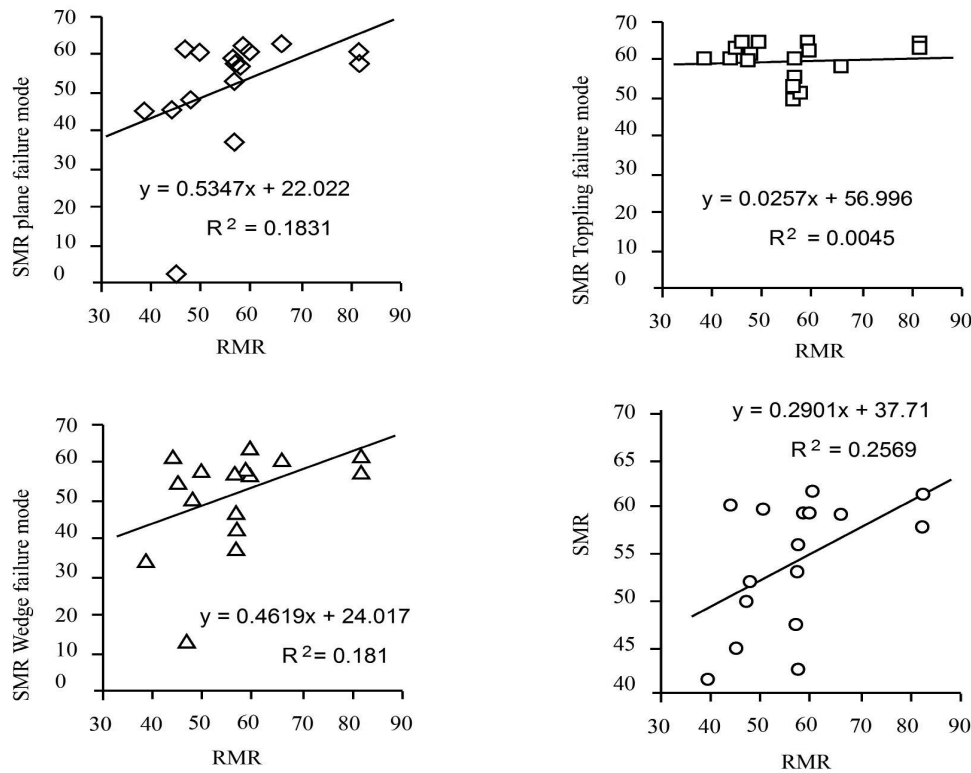 SMR plane failure mode
70
60
50
40
30
20
10
0
y = 0.5347x + 22.022
R² = 0.1831
30 40 50 60 70 80 90
RMR
SMR Toppling failure mode
70
60
50
40
30
20
10
0
y = 0.0257x + 56.996
R² = 0.0045
30 40 50 60 70 80 90
RMR
SMR Wedge failure mode
70
60
50
40
30
20
10
0
y = 0.4619x + 24.017
R² = 0.181
30 40 50 60 70 80 90
RMR
SMR
70
65
60
55
50
45
40
y = 0.2901x + 37.71
R² = 0.2569
30 40 50 60 70 80 90
RMR